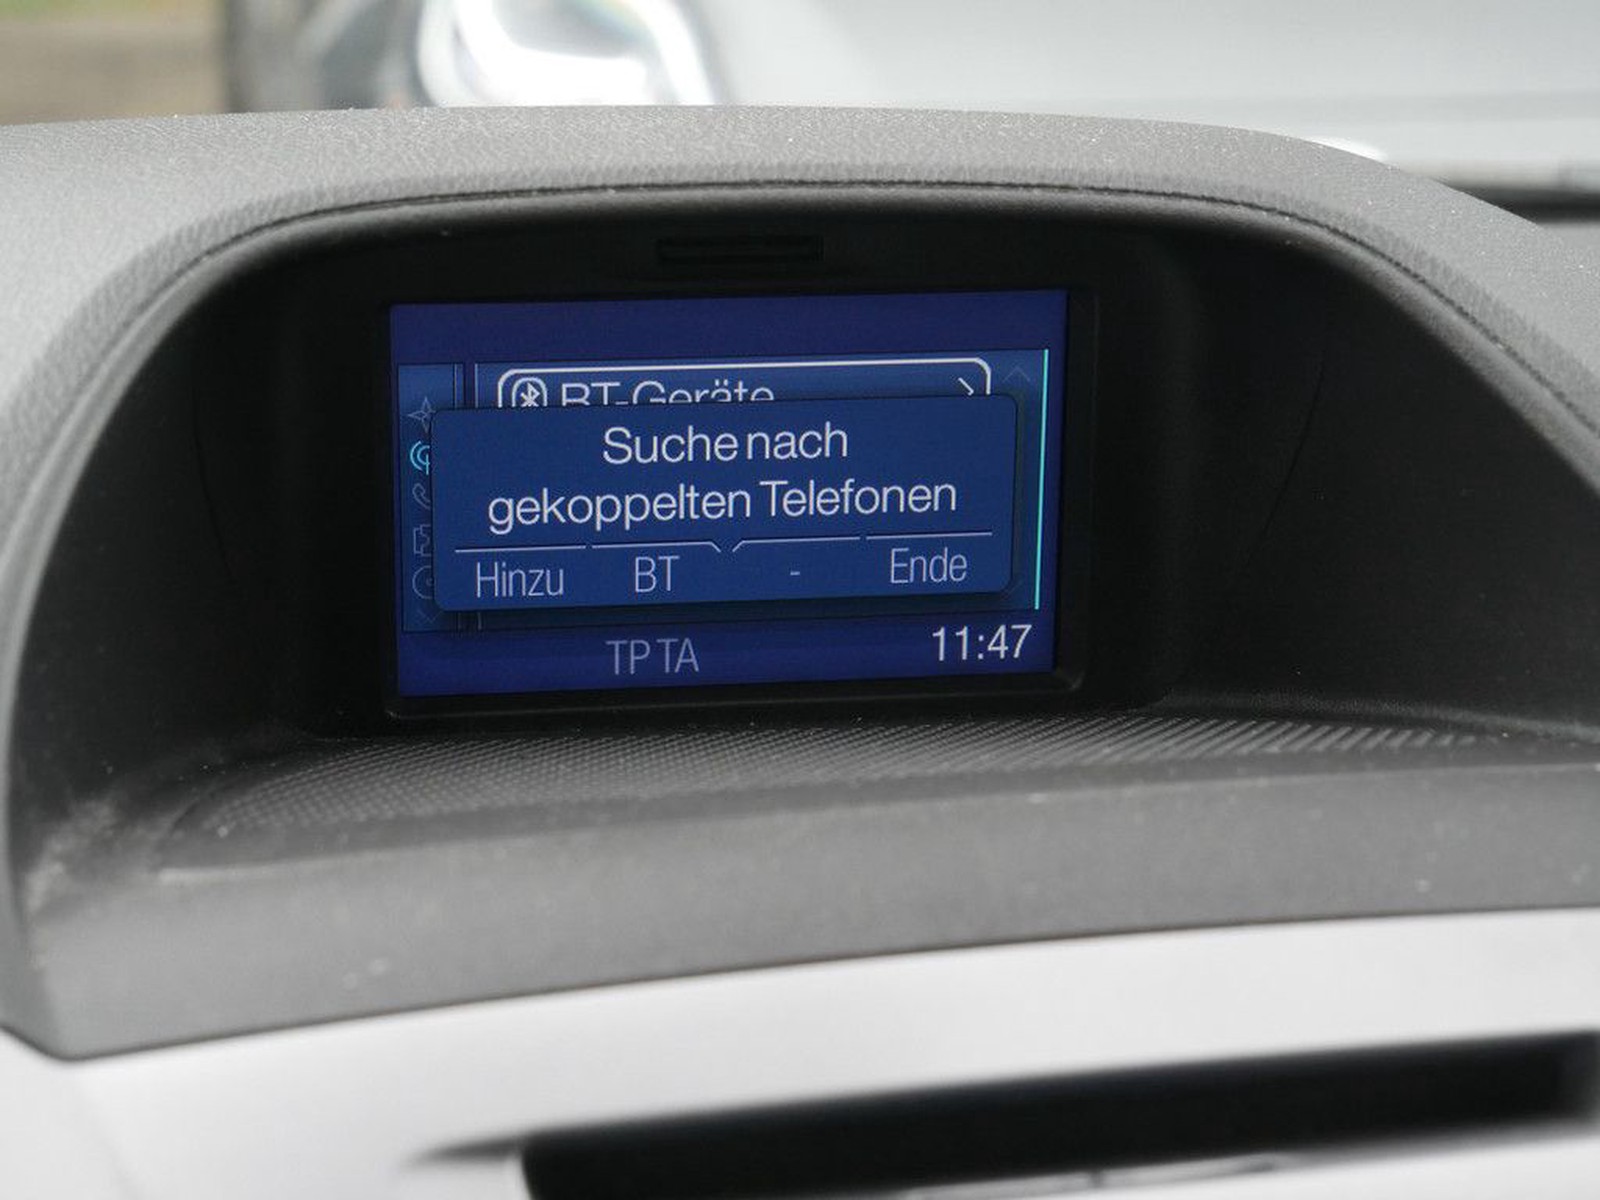 BT-Geräte
Suche nach
gekoppelten Telefonen
Hinzu BT - Ende
TP TA 11:47